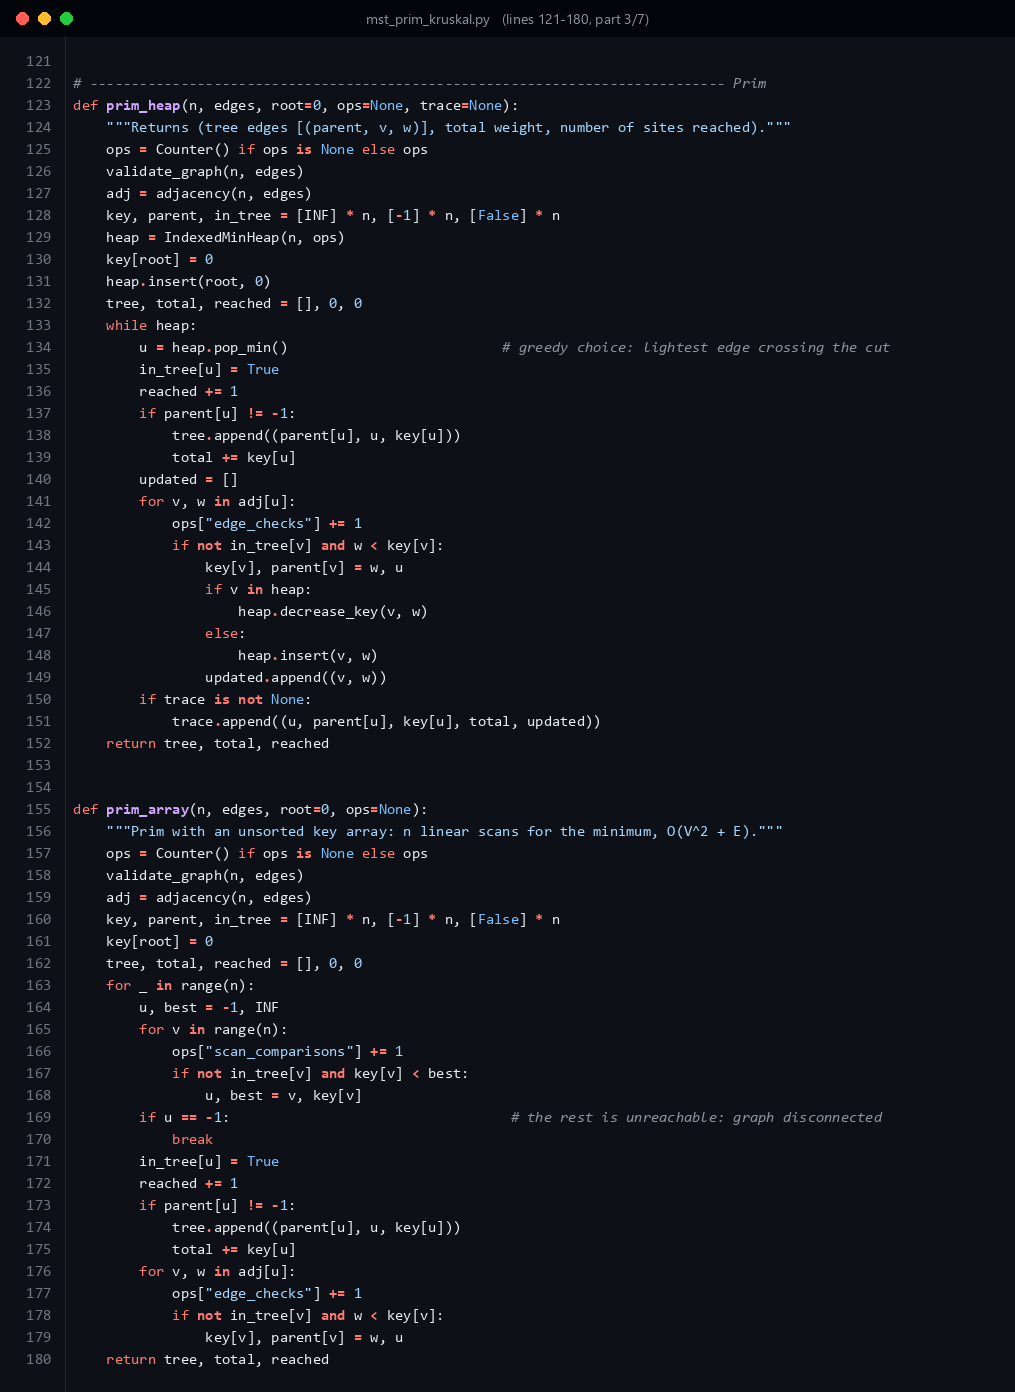 mst_prim_kruskal.py (lines 121-180, part 3/7)
121
122 # ----------------------------------------------------------------------------- Prim
123 def prim_heap(n, edges, root=0, ops=None, trace=None):
124     """Returns (tree edges [(parent, v, w)], total weight, number of sites reached)."""
125     ops = Counter() if ops is None else ops
126     validate_graph(n, edges)
127     adj = adjacency(n, edges)
128     key, parent, in_tree = [INF] * n, [-1] * n, [False] * n
129     heap = IndexedMinHeap(n, ops)
130     key[root] = 0
131     heap.insert(root, 0)
132     tree, total, reached = [], 0, 0
133     while heap:
134         u = heap.pop_min()                          # greedy choice: lightest edge crossing the cut
135         in_tree[u] = True
136         reached += 1
137         if parent[u] != -1:
138             tree.append((parent[u], u, key[u]))
139             total += key[u]
140         updated = []
141         for v, w in adj[u]:
142             ops["edge_checks"] += 1
143             if not in_tree[v] and w < key[v]:
144                 key[v], parent[v] = w, u
145                 if v in heap:
146                     heap.decrease_key(v, w)
147                 else:
148                     heap.insert(v, w)
149                 updated.append((v, w))
150         if trace is not None:
151             trace.append((u, parent[u], key[u], total, updated))
152     return tree, total, reached
153
154
155 def prim_array(n, edges, root=0, ops=None):
156     """Prim with an unsorted key array: n linear scans for the minimum, O(V^2 + E)."""
157     ops = Counter() if ops is None else ops
158     validate_graph(n, edges)
159     adj = adjacency(n, edges)
160     key, parent, in_tree = [INF] * n, [-1] * n, [False] * n
161     key[root] = 0
162     tree, total, reached = [], 0, 0
163     for _ in range(n):
164         u, best = -1, INF
165         for v in range(n):
166             ops["scan_comparisons"] += 1
167             if not in_tree[v] and key[v] < best:
168                 u, best = v, key[v]
169         if u == -1:                                  # the rest is unreachable: graph disconnected
170             break
171         in_tree[u] = True
172         reached += 1
173         if parent[u] != -1:
174             tree.append((parent[u], u, key[u]))
175             total += key[u]
176         for v, w in adj[u]:
177             ops["edge_checks"] += 1
178             if not in_tree[v] and w < key[v]:
179                 key[v], parent[v] = w, u
180     return tree, total, reached